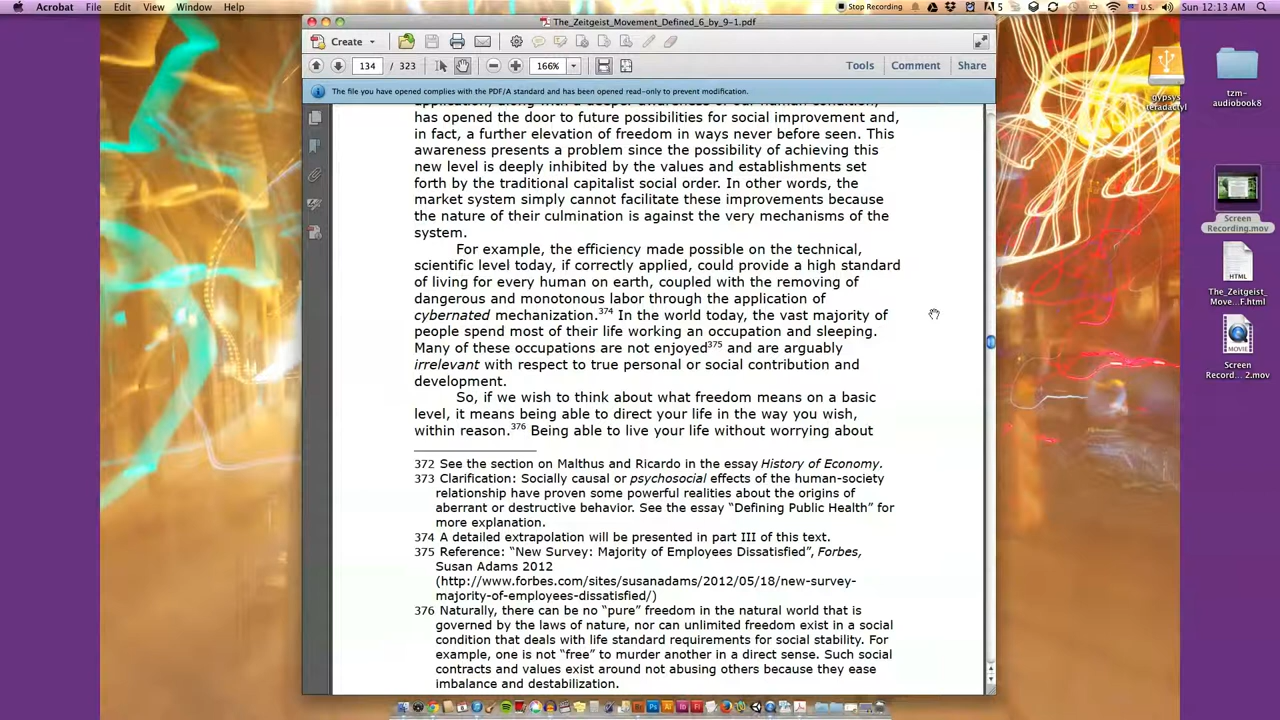 Acrobat File Edit View Window Help
Stop Recording
5
U.S.
Sun 12:13 AM
The_Zeitgeist_Movement_Defined_6_by_9-1.pdf
Create
134 / 323
166%
Tools Comment Share
The file you have opened complies with the PDF/A standard and has been opened read-only to prevent modification.
application, along with a deeper awareness of our human condition,
has opened the door to future possibilities for social improvement and,
in fact, a further elevation of freedom in ways never before seen. This
awareness presents a problem since the possibility of achieving this
new level is deeply inhibited by the values and establishments set
forth by the traditional capitalist social order. In other words, the
market system simply cannot facilitate these improvements because
the nature of their culmination is against the very mechanisms of the
system.
For example, the efficiency made possible on the technical,
scientific level today, if correctly applied, could provide a high standard
of living for every human on earth, coupled with the removing of
dangerous and monotonous labor through the application of
cybernated mechanization.374 In the world today, the vast majority of
people spend most of their life working an occupation and sleeping.
Many of these occupations are not enjoyed375 and are arguably
irrelevant with respect to true personal or social contribution and
development.
So, if we wish to think about what freedom means on a basic
level, it means being able to direct your life in the way you wish,
within reason.376 Being able to live your life without worrying about
372 See the section on Malthus and Ricardo in the essay History of Economy.
373 Clarification: Socially causal or psychosocial effects of the human-society
relationship have proven some powerful realities about the origins of
aberrant or destructive behavior. See the essay “Defining Public Health” for
more explanation.
374 A detailed extrapolation will be presented in part III of this text.
375 Reference: “New Survey: Majority of Employees Dissatisfied”, Forbes,
Susan Adams 2012
(http://www.forbes.com/sites/susanadams/2012/05/18/new-survey-
majority-of-employees-dissatisfied/)
376 Naturally, there can be no “pure” freedom in the natural world that is
governed by the laws of nature, nor can unlimited freedom exist in a social
condition that deals with life standard requirements for social stability. For
example, one is not “free” to murder another in a direct sense. Such social
contracts and values exist around not abusing others because they ease
imbalance and destabilization.
gypsys
teradactyl
tzm-
audiobook8
Screen
Recording.mov
HTML
The_Zeitgeist_
Move...F.html
MOVIE
Screen
Record... 2.mov